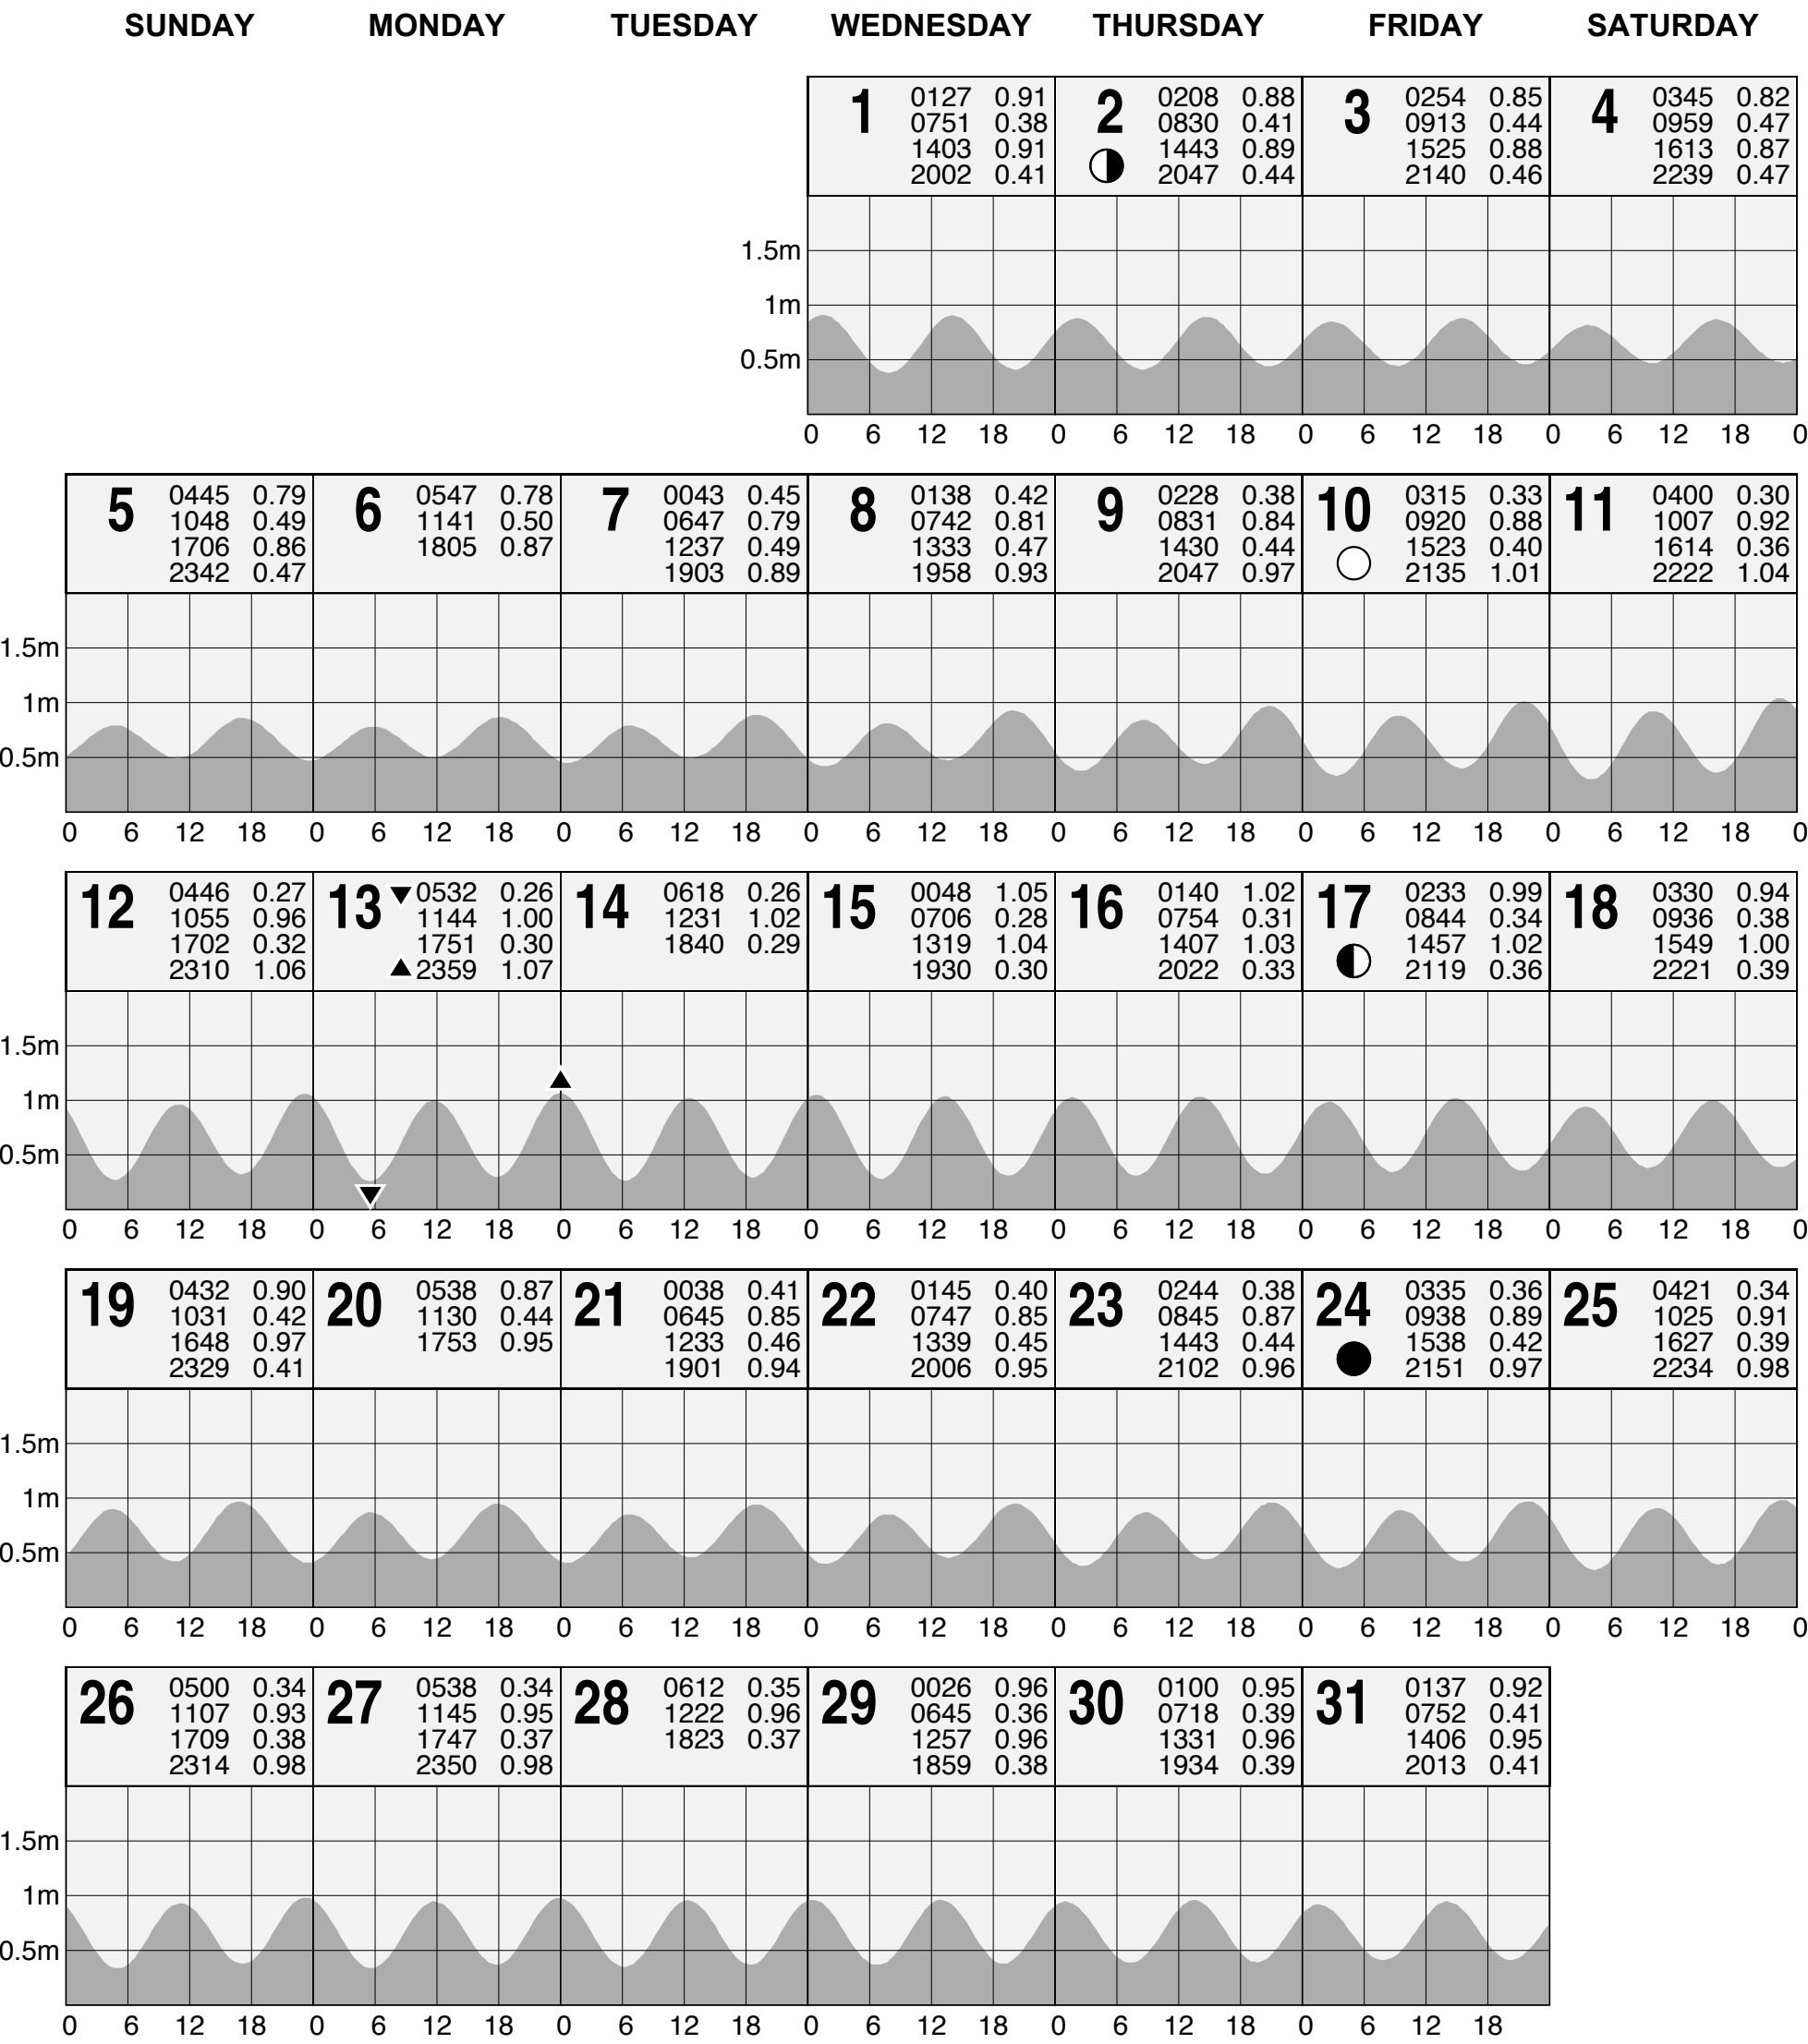 SUNDAY MONDAY TUESDAY WEDNESDAY THURSDAY FRIDAY SATURDAY
1 0127 0.91
0751 0.38
1403 0.91
2002 0.41
2 0208 0.88
0830 0.41
1443 0.89
2047 0.44
3 0254 0.85
0913 0.44
1525 0.88
2140 0.46
4 0345 0.82
0959 0.47
1613 0.87
2239 0.47
1.5m
1m
0.5m
0 6 12 18 0 6 12 18 0 6 12 18 0 6 12 18 0
5 0445 0.79
1048 0.49
1706 0.86
2342 0.47
6 0547 0.78
1141 0.50
1805 0.87
7 0043 0.45
0647 0.79
1237 0.49
1903 0.89
8 0138 0.42
0742 0.81
1333 0.47
1958 0.93
9 0228 0.38
0831 0.84
1430 0.44
2047 0.97
10 0315 0.33
0920 0.88
1523 0.40
2135 1.01
11 0400 0.30
1007 0.92
1614 0.36
2222 1.04
1.5m
1m
0.5m
0 6 12 18 0 6 12 18 0 6 12 18 0 6 12 18 0 6 12 18 0 6 12 18 0 6 12 18 0
12 0446 0.27
1055 0.96
1702 0.32
2310 1.06
13 0532 0.26
1144 1.00
1751 0.30
2359 1.07
14 0618 0.26
1231 1.02
1840 0.29
15 0048 1.05
0706 0.28
1319 1.04
1930 0.30
16 0140 1.02
0754 0.31
1407 1.03
2022 0.33
17 0233 0.99
0844 0.34
1457 1.02
2119 0.36
18 0330 0.94
0936 0.38
1549 1.00
2221 0.39
1.5m
1m
0.5m
0 6 12 18 0 6 12 18 0 6 12 18 0 6 12 18 0 6 12 18 0 6 12 18 0 6 12 18 0
19 0432 0.90
1031 0.42
1648 0.97
2329 0.41
20 0538 0.87
1130 0.44
1753 0.95
21 0038 0.41
0645 0.85
1233 0.46
1901 0.94
22 0145 0.40
0747 0.85
1339 0.45
2006 0.95
23 0244 0.38
0845 0.87
1443 0.44
2102 0.96
24 0335 0.36
0938 0.89
1538 0.42
2151 0.97
25 0421 0.34
1025 0.91
1627 0.39
2234 0.98
1.5m
1m
0.5m
0 6 12 18 0 6 12 18 0 6 12 18 0 6 12 18 0 6 12 18 0 6 12 18 0 6 12 18 0
26 0500 0.34
1107 0.93
1709 0.38
2314 0.98
27 0538 0.34
1145 0.95
1747 0.37
2350 0.98
28 0612 0.35
1222 0.96
1823 0.37
29 0026 0.96
0645 0.36
1257 0.96
1859 0.38
30 0100 0.95
0718 0.39
1331 0.96
1934 0.39
31 0137 0.92
0752 0.41
1406 0.95
2013 0.41
1.5m
1m
0.5m
0 6 12 18 0 6 12 18 0 6 12 18 0 6 12 18 0 6 12 18 0 6 12 18